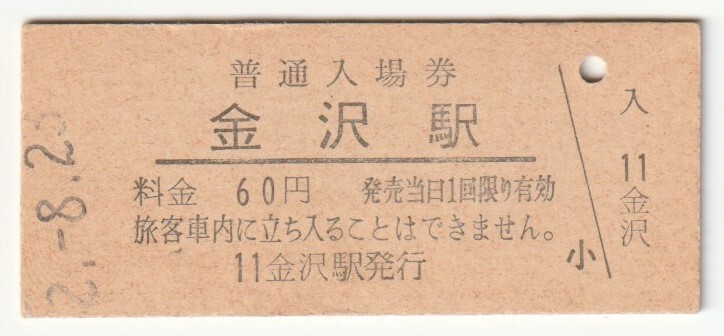 普通入場券
金沢駅
料金 60円 発売当日1回限り有効
旅客車内に立ち入ることはできません。
11金沢駅発行
小
入
11
金沢
-8.2